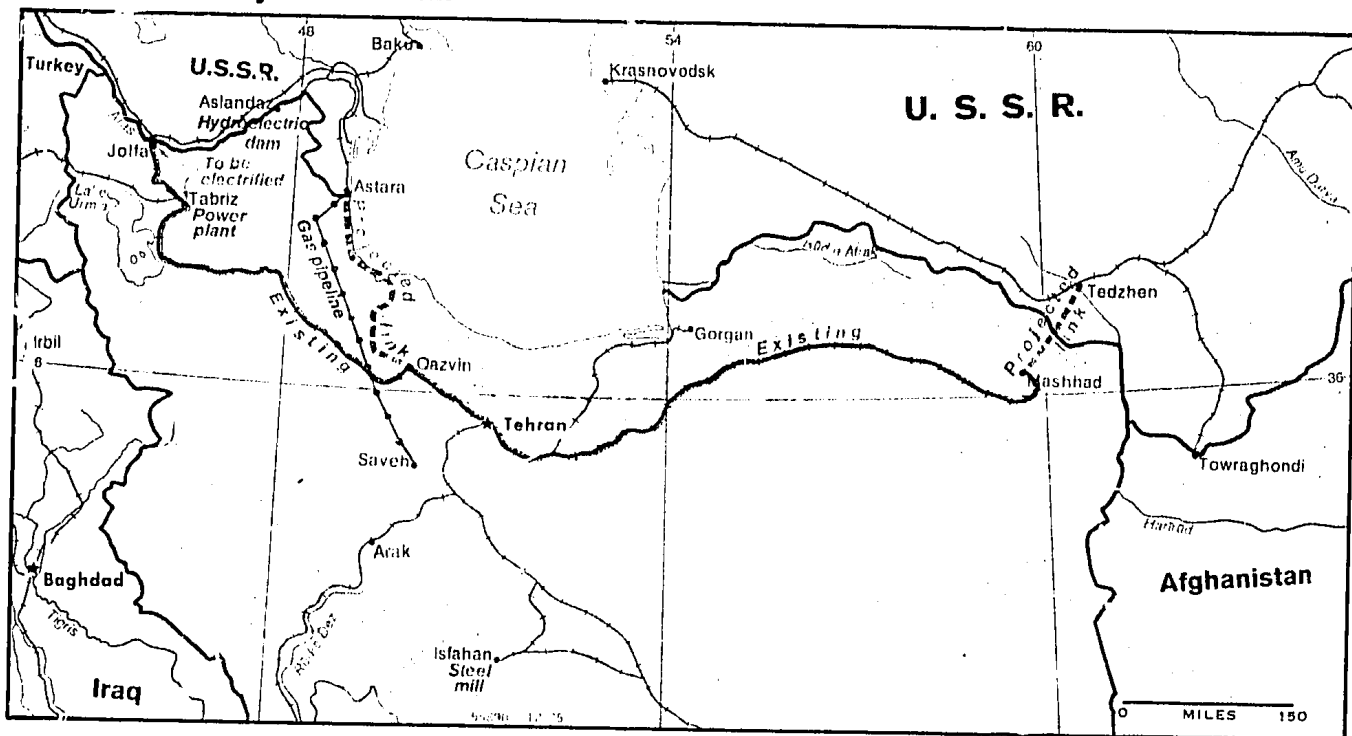 48
54
60
Turkey
U.S.S.R.
Baku
Krasnovodsk
U. S. S. R.
Aslandaz
Hydroelectric
dam
Jolfa
To be
electrified
Astara
Caspian
Sea
Tabriz
Power
plant
Projected link
Gas pipeline
Existing
Tedzhen
Projected link
Gorgan
Existing
Irbil
Qazvin
Mashhad
36
Tehran
Saveh
Towraghondi
Arak
Baghdad
Afghanistan
Tigris
Isfahan
Steel
mill
Iraq
0 MILES 150